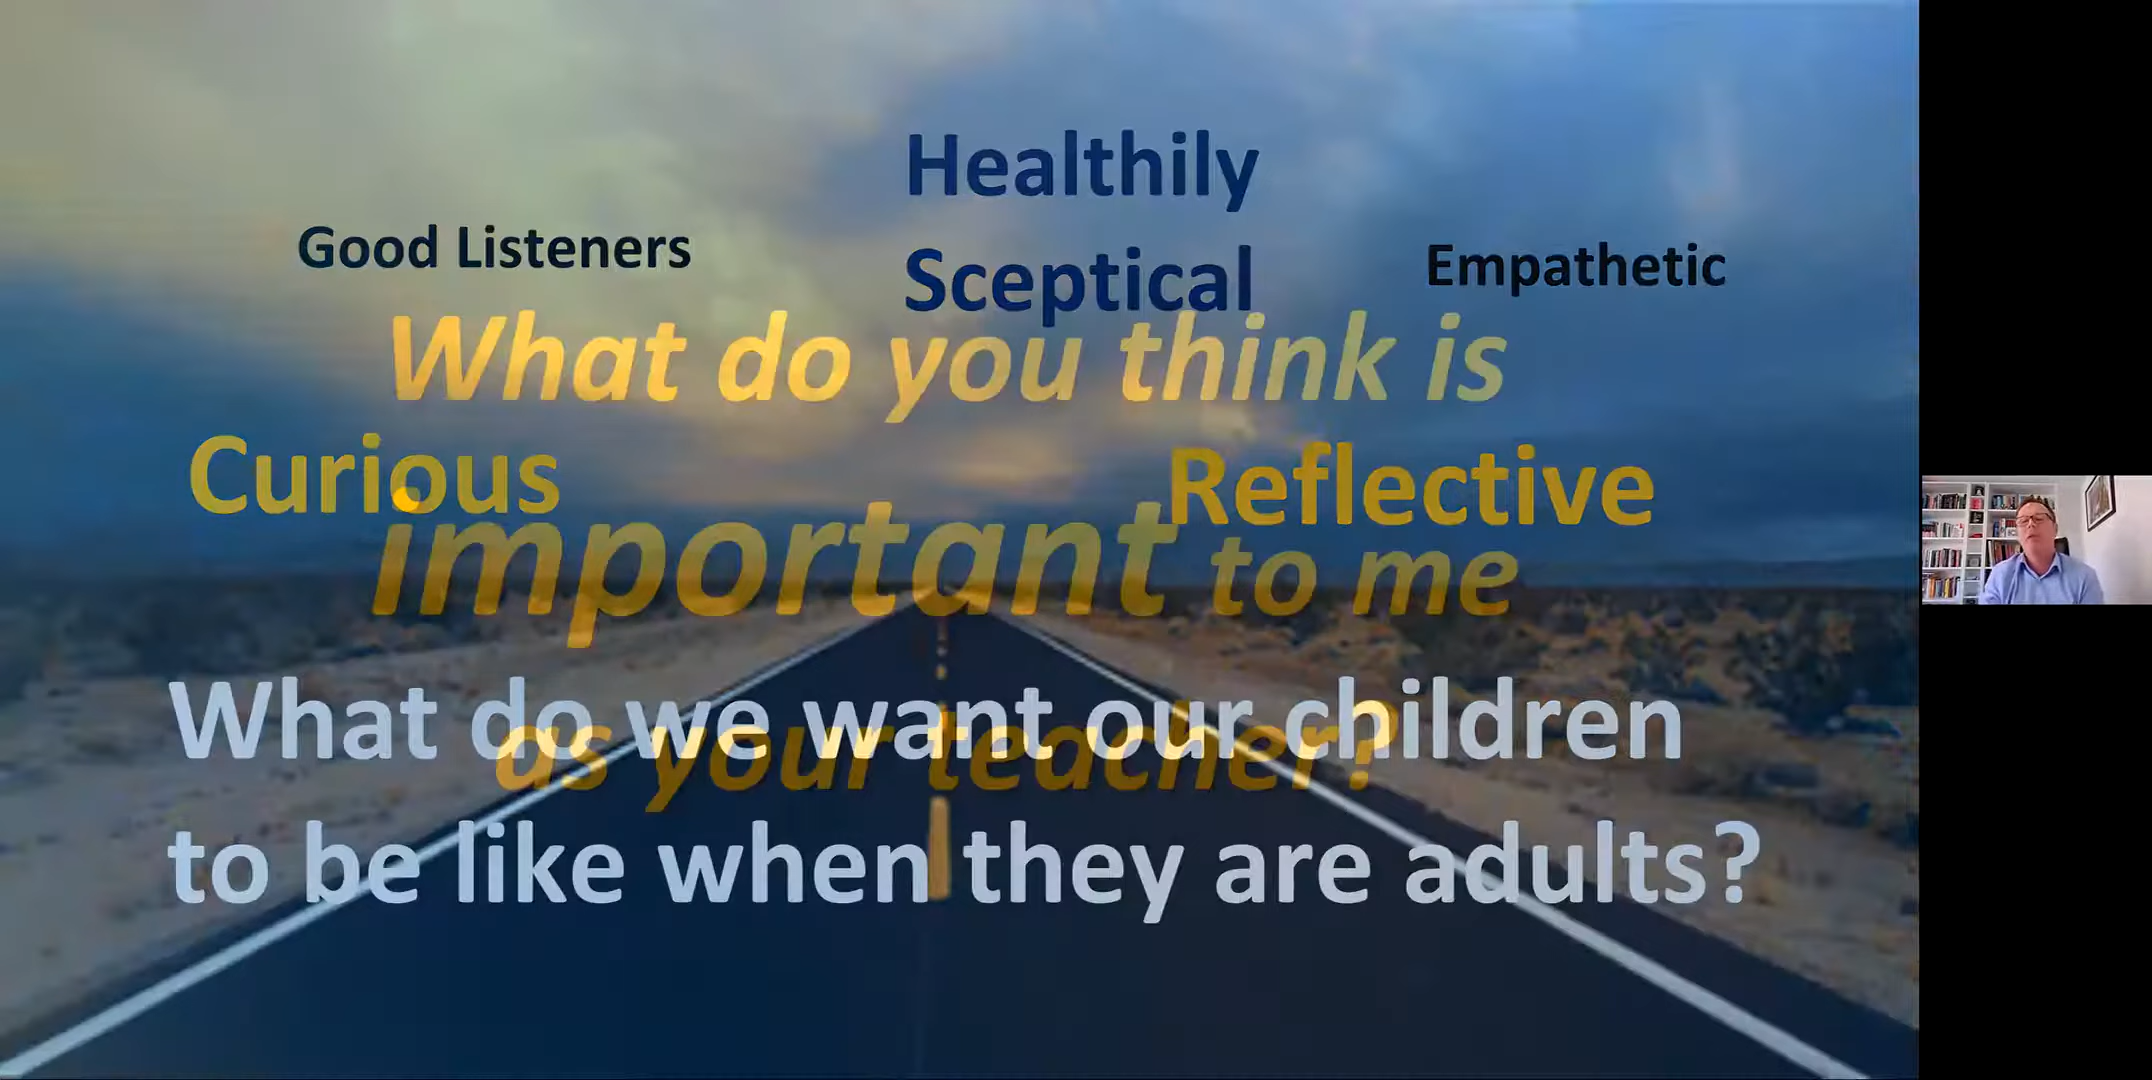 Healthily
Sceptical
Good Listeners
Empathetic
What do you think is
Curious
Reflective
important to me
as your teacher?
What do we want our children
to be like when they are adults?